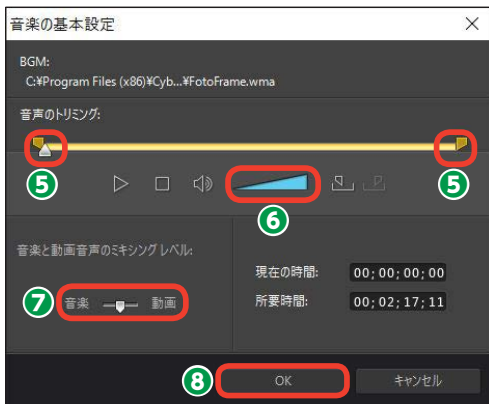 音楽の基本設定
BGM:
C:¥Program Files (x86)¥Cyb...¥FotoFrame.wma
音声のトリミング:
5 5
6
音楽と動画音声のミキシングレベル:
現在の時間: 00;00;00;00
7 音楽 動画 所要時間: 00;02;17;11
8 OK キャンセル